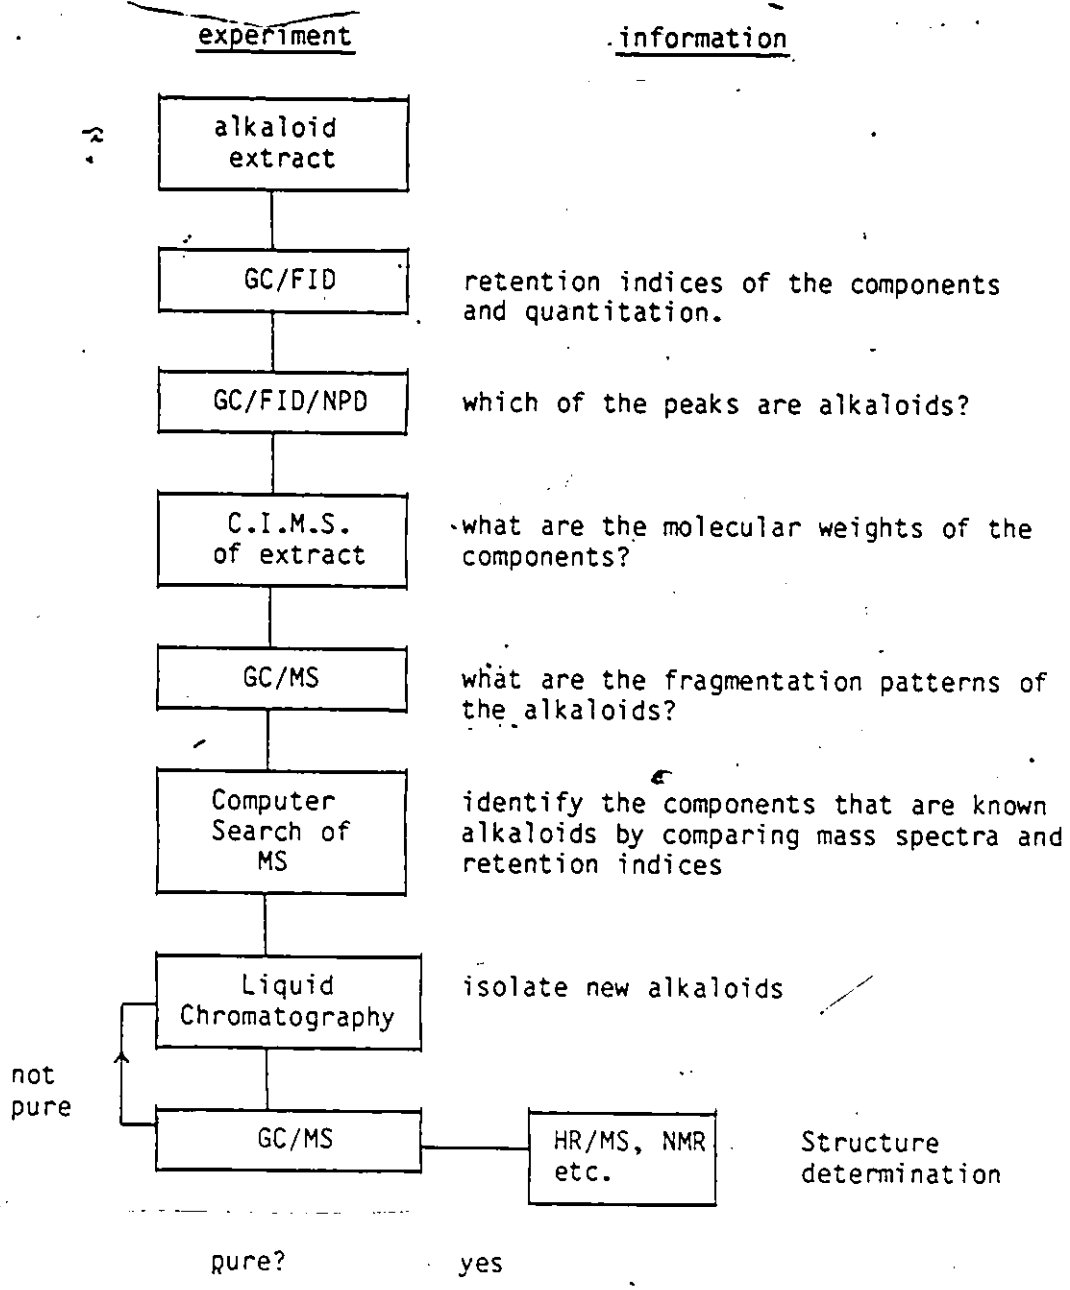 experiment
information
alkaloid
extract
GC/FID
retention indices of the components
and quantitation.
GC/FID/NPD
which of the peaks are alkaloids?
C.I.M.S.
of extract
what are the molecular weights of the
components?
GC/MS
what are the fragmentation patterns of
the alkaloids?
Computer
Search of
MS
identify the components that are known
alkaloids by comparing mass spectra and
retention indices
Liquid
Chromatography
isolate new alkaloids
not
pure
GC/MS
HR/MS, NMR
etc.
Structure
determination
pure?
yes